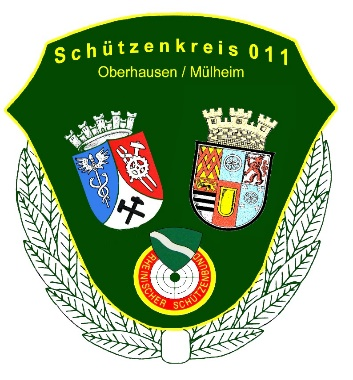 Schützenkreis 011
Oberhausen / Mülheim
RHEINISCHER SCHÜTZENBUND